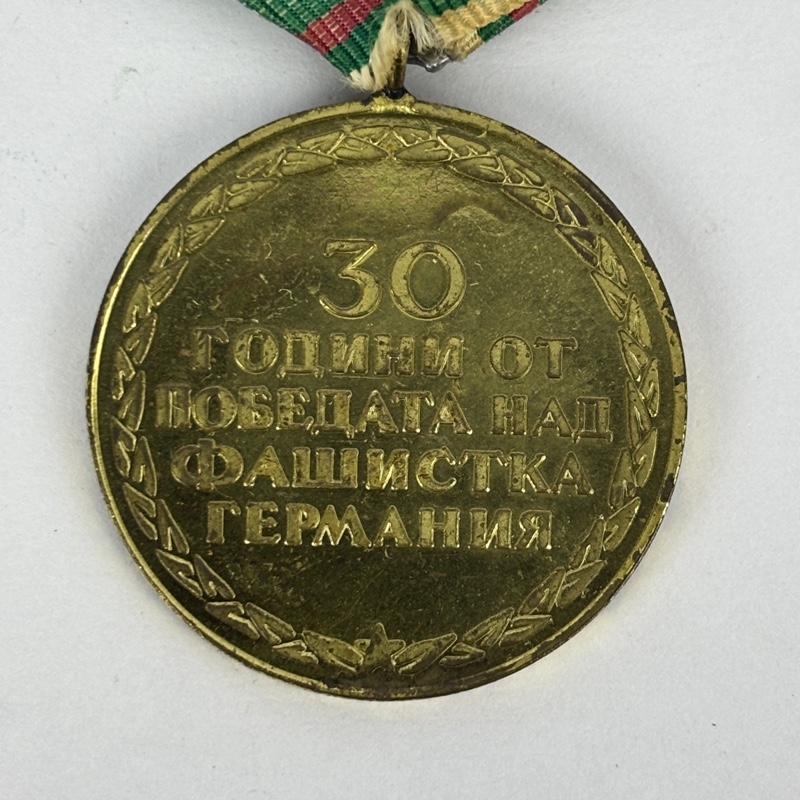 30
ГОДИНИ ОТ
ПОБЕДАТА НАД
ФАШИСТКА
ГЕРМАНИЯ